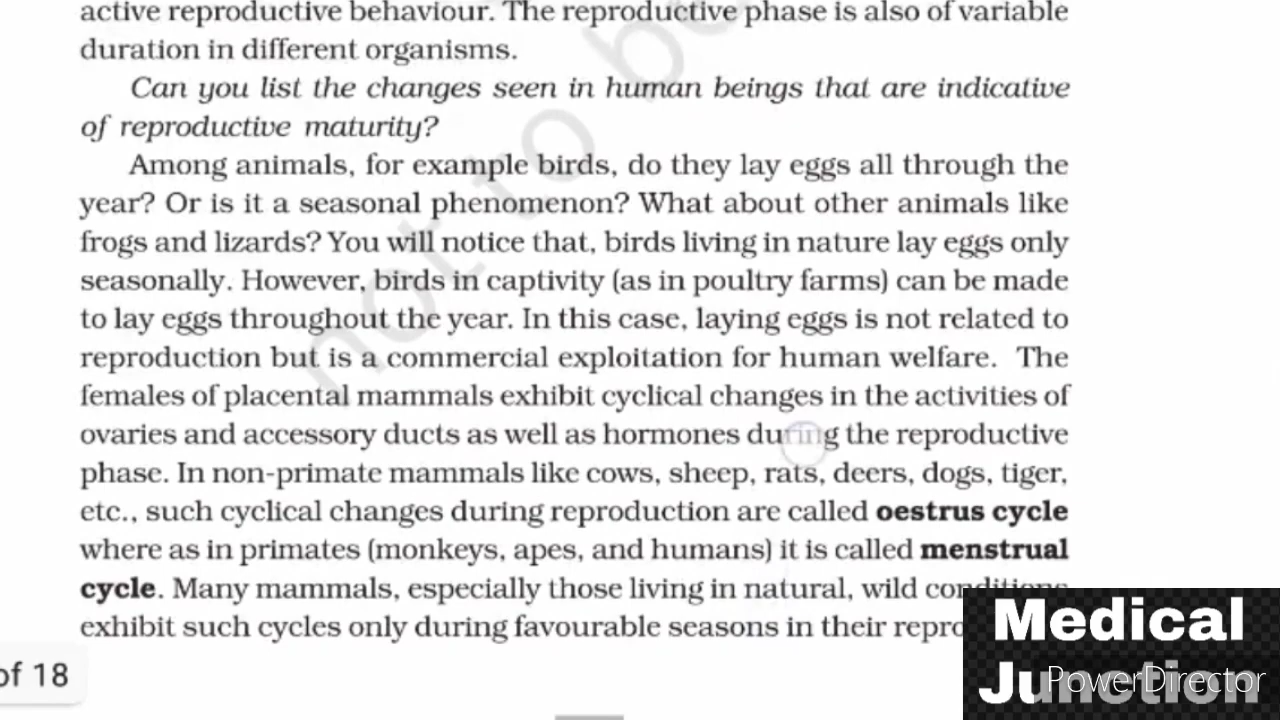 active reproductive behaviour. The reproductive phase is also of variable
duration in different organisms.
Can you list the changes seen in human beings that are indicative
of reproductive maturity?
Among animals, for example birds, do they lay eggs all through the
year? Or is it a seasonal phenomenon? What about other animals like
frogs and lizards? You will notice that, birds living in nature lay eggs only
seasonally. However, birds in captivity (as in poultry farms) can be made
to lay eggs throughout the year. In this case, laying eggs is not related to
reproduction but is a commercial exploitation for human welfare. The
females of placental mammals exhibit cyclical changes in the activities of
ovaries and accessory ducts as well as hormones during the reproductive
phase. In non-primate mammals like cows, sheep, rats, deers, dogs, tiger,
etc., such cyclical changes during reproduction are called oestrus cycle
where as in primates (monkeys, apes, and humans) it is called menstrual
cycle. Many mammals, especially those living in natural, wild conditions
exhibit such cycles only during favourable seasons in their repro
of 18
not to be
Medical
Junction
PowerDirector